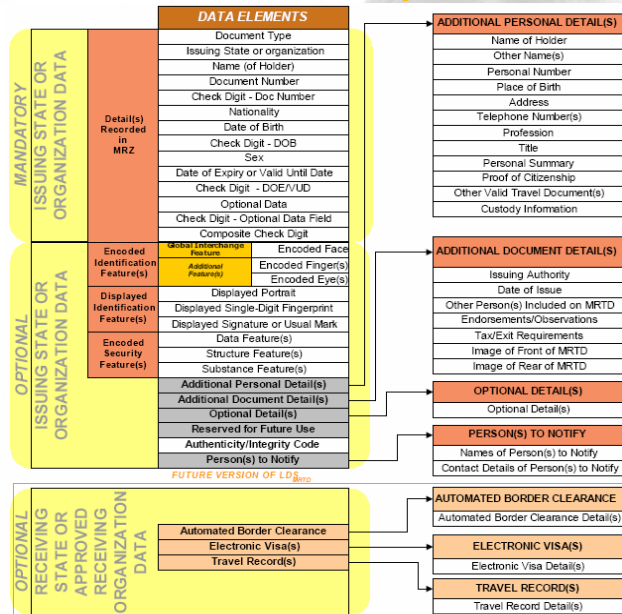 DATA ELEMENTS
MANDATORY
ISSUING STATE OR
ORGANIZATION DATA
Detail(s)
Recorded
in
MRZ
Document Type
Issuing State or organization
Name (of Holder)
Document Number
Check Digit - Doc Number
Nationality
Date of Birth
Check Digit - DOB
Sex
Date of Expiry or Valid Until Date
Check Digit - DOE/VUD
Optional Data
Check Digit - Optional Data Field
Composite Check Digit
OPTIONAL
ISSUING STATE OR
ORGANIZATION DATA
Encoded
Identification
Feature(s)
Global Interchange
Feature
Encoded Face
Additional
Feature(s)
Encoded Finger(s)
Encoded Eye(s)
Displayed
Identification
Feature(s)
Displayed Portrait
Displayed Single-Digit Fingerprint
Displayed Signature or Usual Mark
Encoded
Security
Feature(s)
Data Feature(s)
Structure Feature(s)
Substance Feature(s)
Additional Personal Detail(s)
Additional Document Detail(s)
Optional Detail(s)
Reserved for Future Use
Authenticity/Integrity Code
Person(s) to Notify
FUTURE VERSION OF LDS
MRTD
OPTIONAL
RECEIVING
STATE OR
APPROVED
RECEIVING
ORGANIZATION
DATA
Automated Border Clearance
Electronic Visa(s)
Travel Record(s)
ADDITIONAL PERSONAL DETAIL(S)
Name of Holder
Other Name(s)
Personal Number
Place of Birth
Address
Telephone Number(s)
Profession
Title
Personal Summary
Proof of Citizenship
Other Valid Travel Document(s)
Custody Information
ADDITIONAL DOCUMENT DETAIL(S)
Issuing Authority
Date of Issue
Other Person(s) Included on MRTD
Endorsements/Observations
Tax/Exit Requirements
Image of Front of MRTD
Image of Rear of MRTD
OPTIONAL DETAIL(S)
Optional Detail(s)
PERSON(S) TO NOTIFY
Names of Person(s) to Notify
Contact Details of Person(s) to Notify
AUTOMATED BORDER CLEARANCE
Automated Border Clearance Detail(s)
ELECTRONIC VISA(S)
Electronic Visa Detail(s)
TRAVEL RECORD(S)
Travel Record Detail(s)